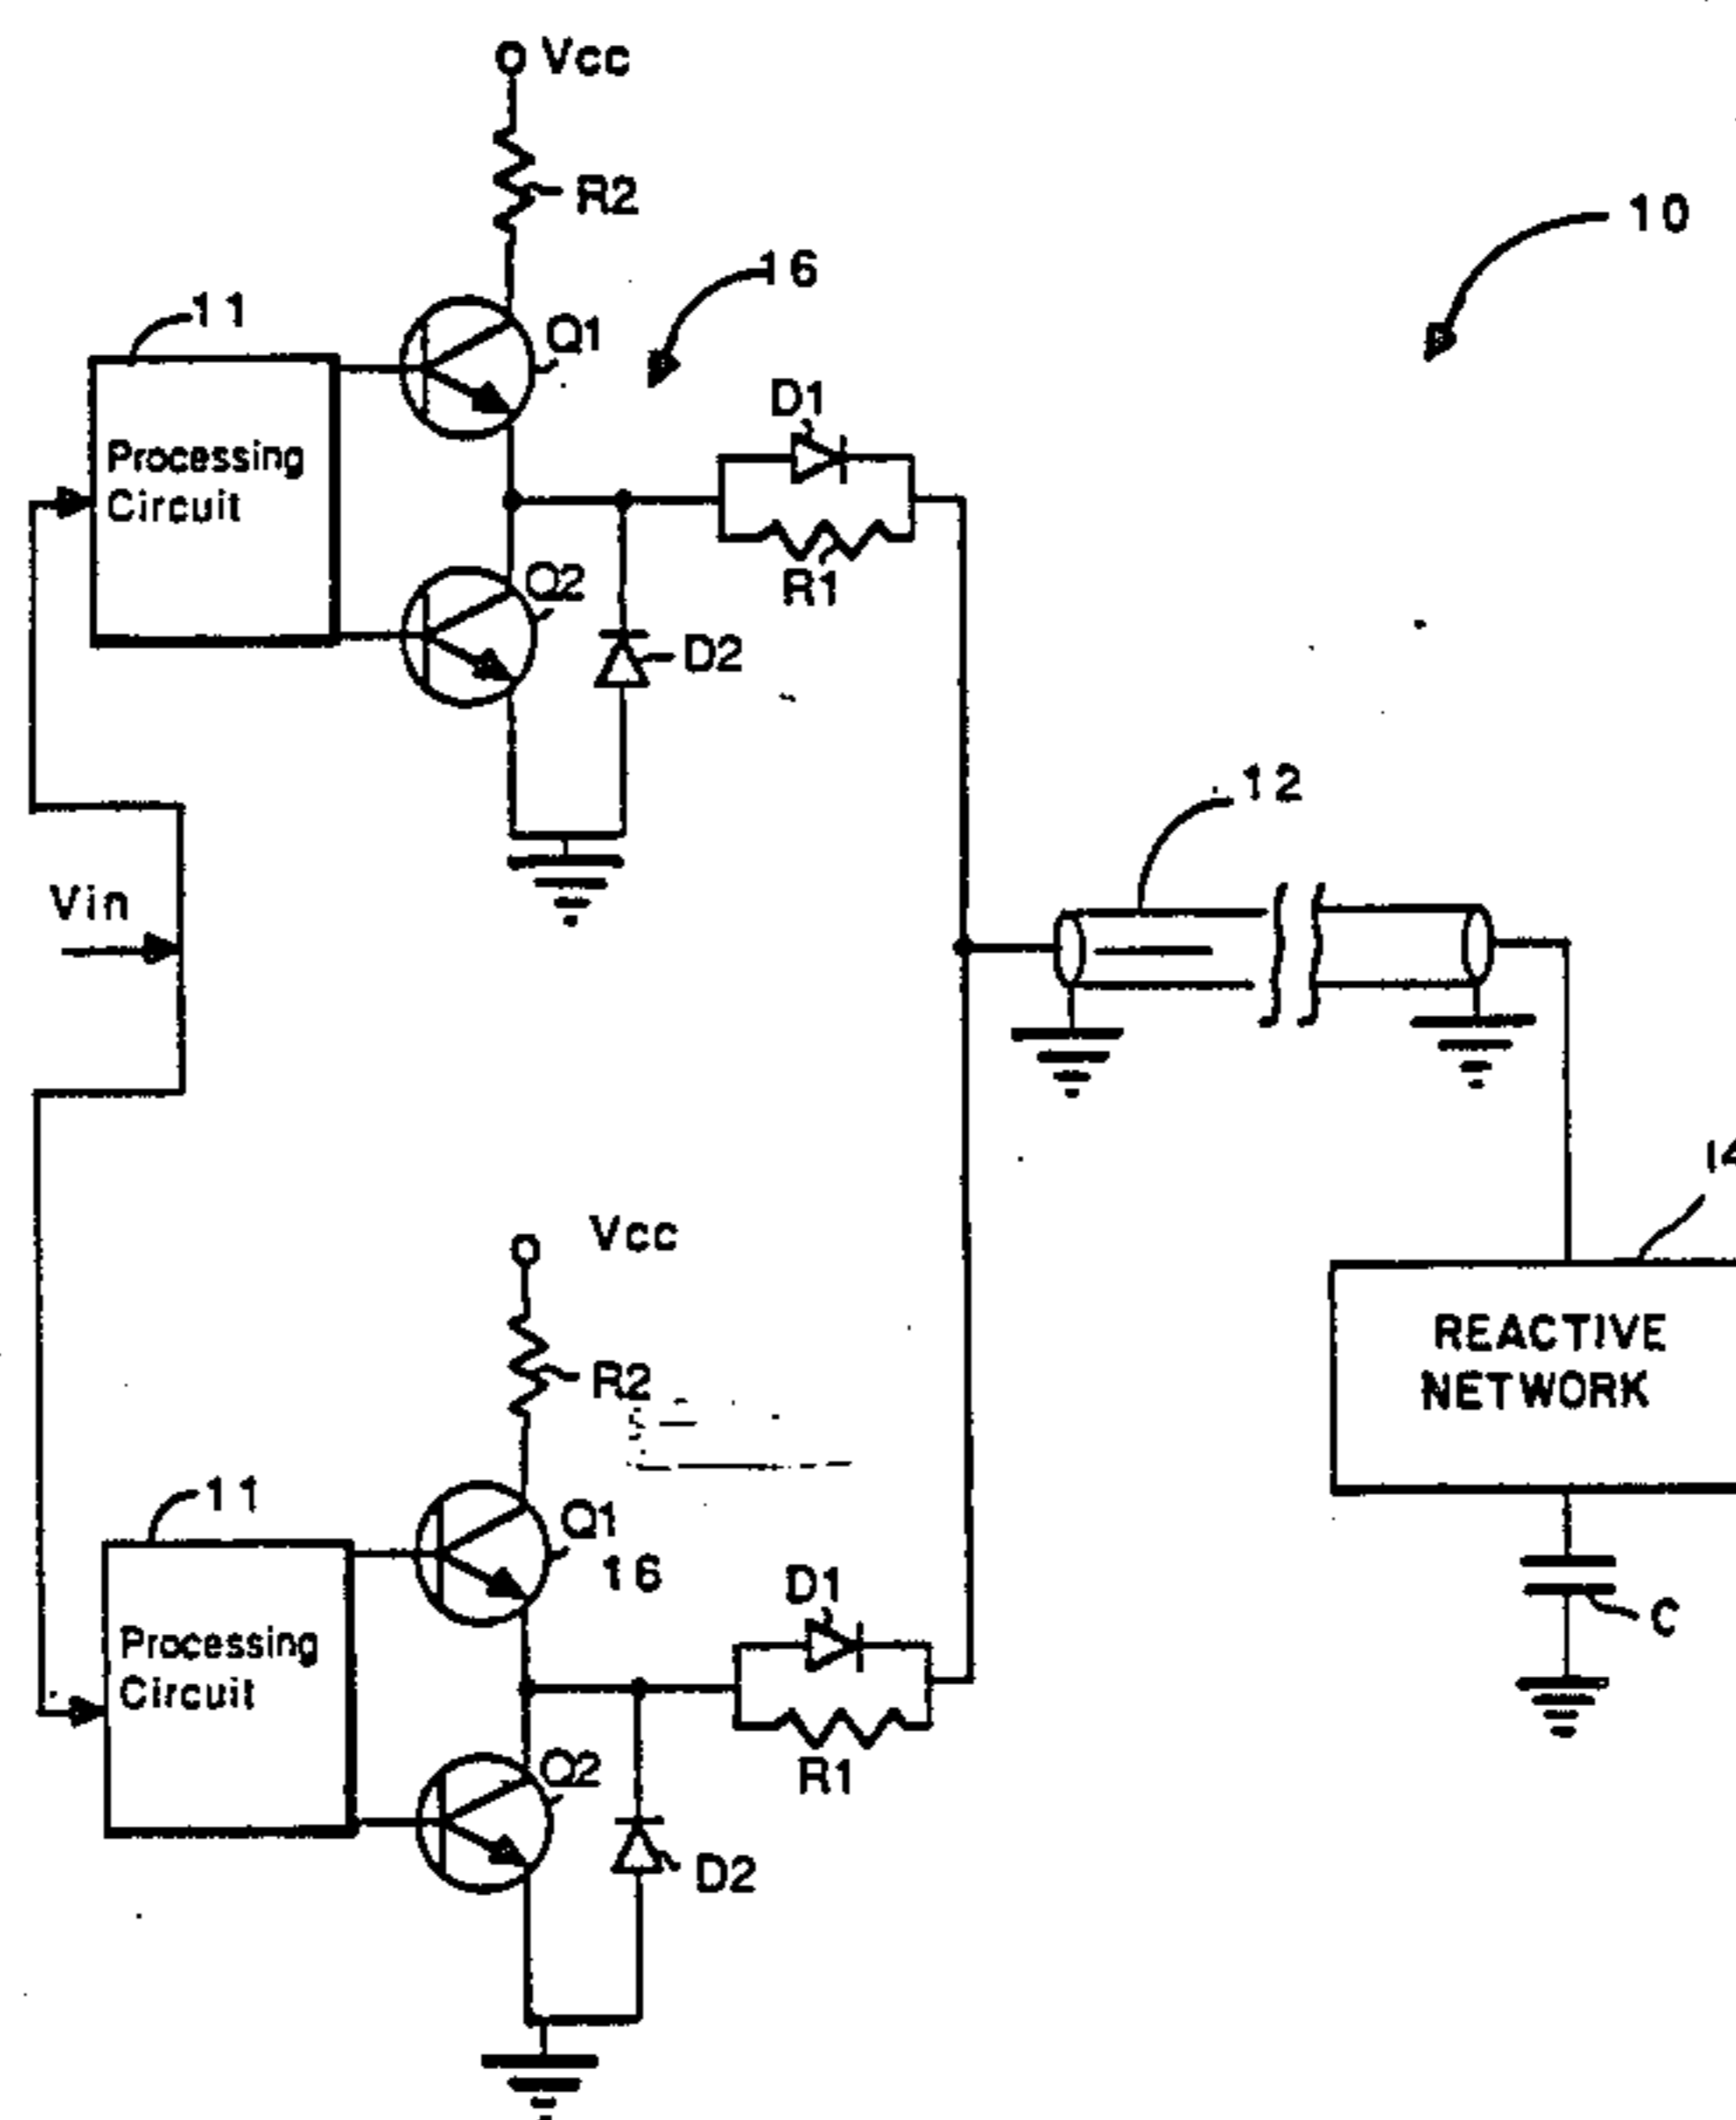 Vcc
R2
10
16
11
Q1
D1
Processing
Circuit
R1
Q2
D2
12
Vin
14
Vcc
REACTIVE
NETWORK
R2
11
Q1
16
D1
C
Processing
Circuit
R1
Q2
D2